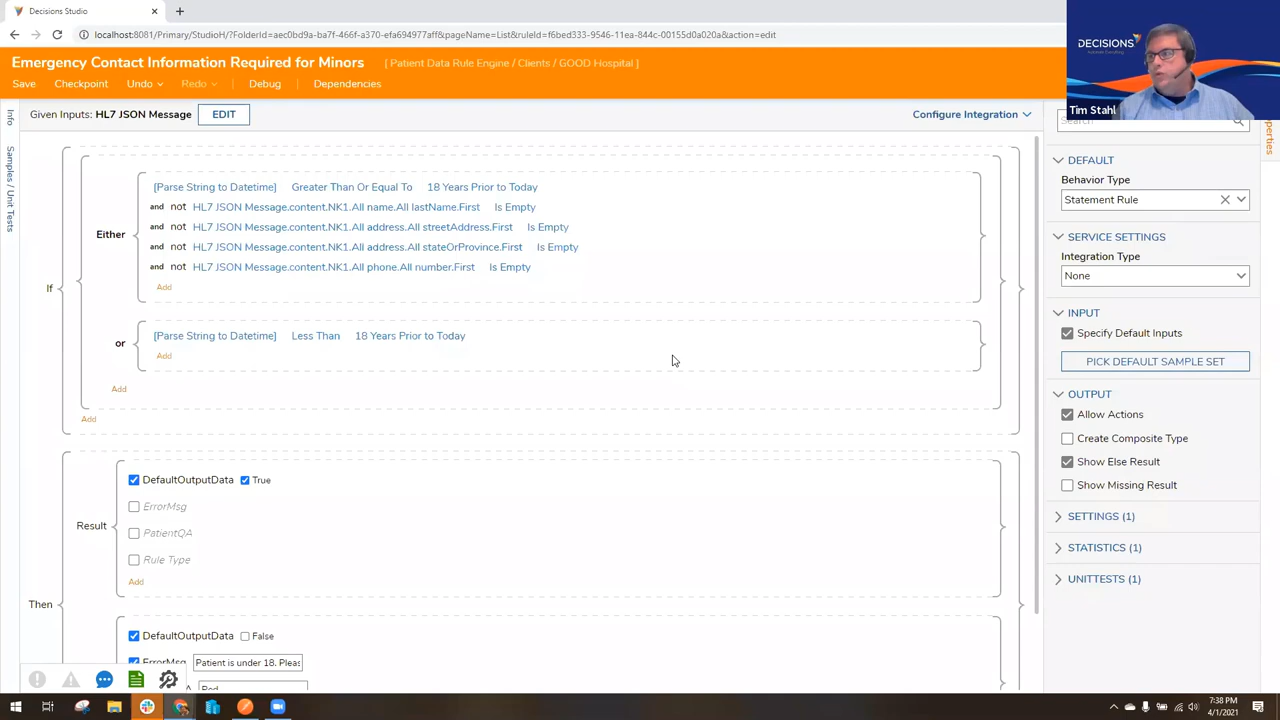 Decisions Studio
localhost:8081/Primary/StudioH/?FolderId=aec0bd9a-ba7f-466f-a370-efa694977aff&pageName=List&ruleId=f6bed333-9546-11ea-844c-00155d0a020a&action=edit
DECISIONS
Automate Everything
Tim Stahl
Emergency Contact Information Required for Minors [ Patient Data Rule Engine / Clients / GOOD Hospital ]
Save Checkpoint Undo Redo Debug Dependencies
Info
Samples / Unit Tests
Given Inputs: HL7 JSON Message EDIT Configure Integration
If
Either
[Parse String to Datetime] Greater Than Or Equal To 18 Years Prior to Today
and not HL7 JSON Message.content.NK1.All name.All lastName.First Is Empty
and not HL7 JSON Message.content.NK1.All address.All streetAddress.First Is Empty
and not HL7 JSON Message.content.NK1.All address.All stateOrProvince.First Is Empty
and not HL7 JSON Message.content.NK1.All phone.All number.First Is Empty
Add
or
[Parse String to Datetime] Less Than 18 Years Prior to Today
Add
Add
Add
Then
Result
DefaultOutputData True
ErrorMsg
PatientQA
Rule Type
Add
DefaultOutputData False
ErrorMsg Patient is under 18. Pleas
Red
Search
DEFAULT
Behavior Type
Statement Rule
SERVICE SETTINGS
Integration Type
None
INPUT
Specify Default Inputs
PICK DEFAULT SAMPLE SET
OUTPUT
Allow Actions
Create Composite Type
Show Else Result
Show Missing Result
SETTINGS (1)
STATISTICS (1)
UNITTESTS (1)
7:38 PM
4/1/2021